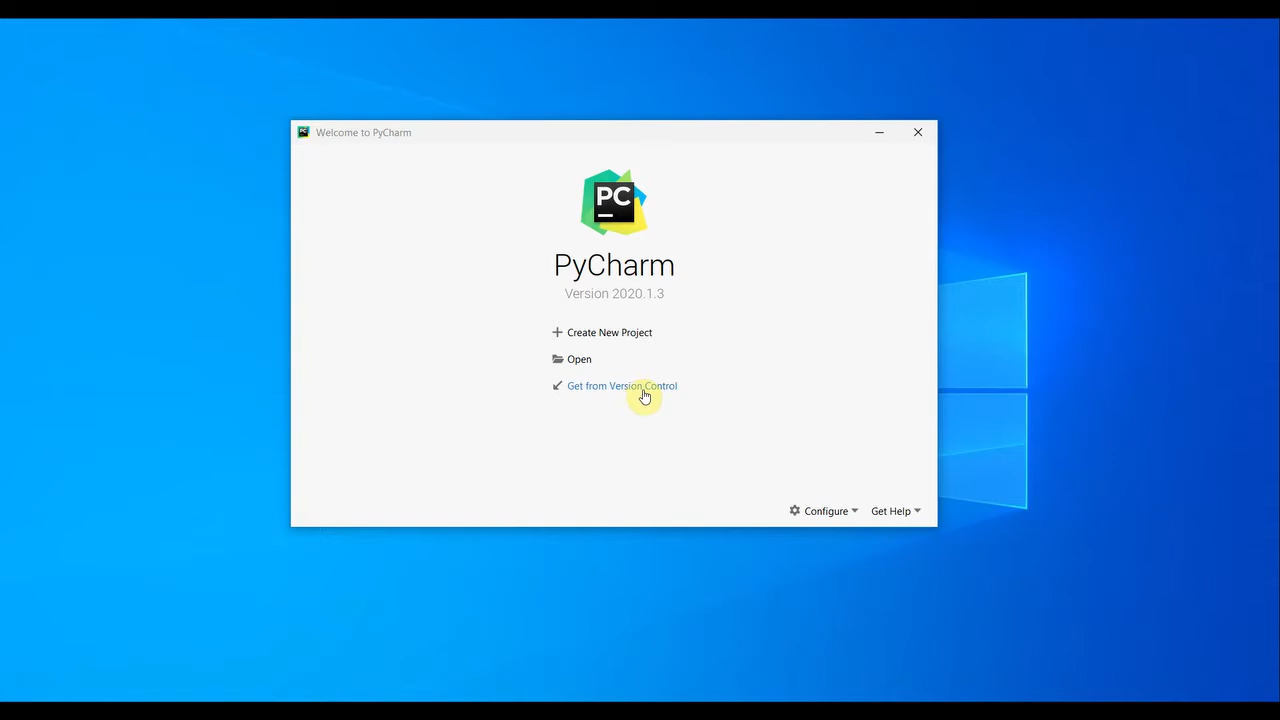 PC
Welcome to PyCharm
PC
PyCharm
Version 2020.1.3
Create New Project
Open
Get from Version Control
Configure
Get Help